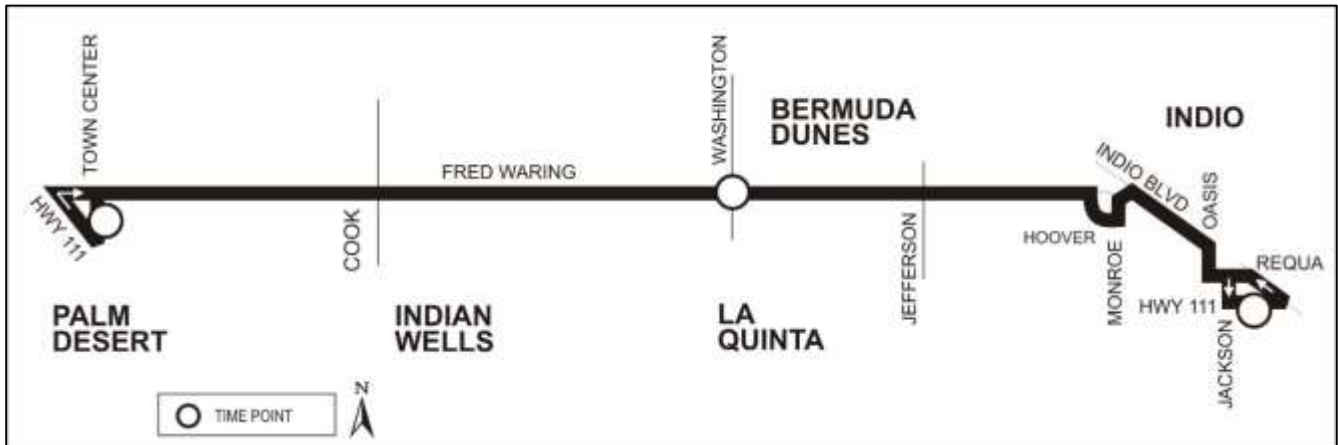 TOWN CENTER
WASHINGTON
BERMUDA
DUNES
INDIO
INDIO BLVD
OASIS
FRED WARING
HWY 111
COOK
HOOVER
JEFFERSON
MONROE
REQUA
HWY 111
JACKSON
PALM
DESERT
INDIAN
WELLS
LA
QUINTA
N
TIME POINT